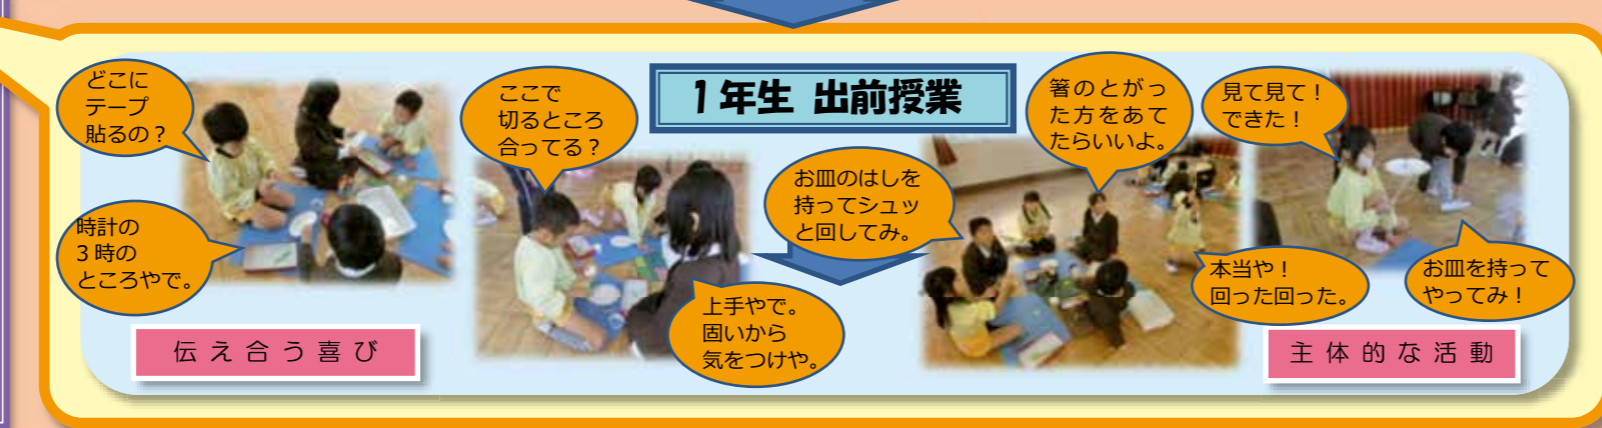 1年生 出前授業
どこに
テープ
貼るの？
時計の
3時の
ところやで。
伝え合う喜び
ここで
切るところ
合ってる？
上手やで。
固いから
気をつけや。
お皿のはしを
持ってシュッ
と回してみ。
箸のとがっ
た方をあて
たらいいよ。
本当や！
回った回った。
見て見て！
できた！
お皿を持って
やってみ！
主体的な活動